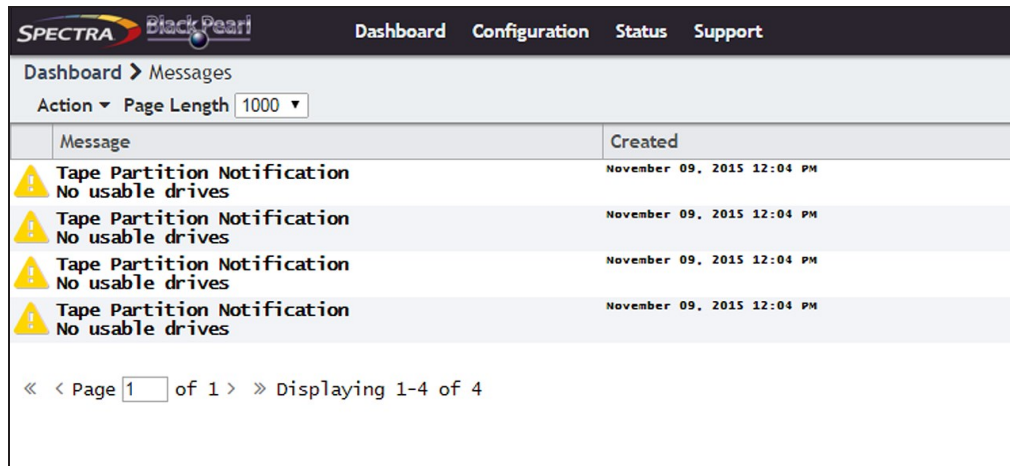 SPECTRA BlackPearl Dashboard Configuration Status Support
Dashboard > Messages
Action Page Length 1000
Message Created
Tape Partition Notification November 09, 2015 12:04 PM
No usable drives
Tape Partition Notification November 09, 2015 12:04 PM
No usable drives
Tape Partition Notification November 09, 2015 12:04 PM
No usable drives
Tape Partition Notification November 09, 2015 12:04 PM
No usable drives
« < Page 1 of 1 > » Displaying 1-4 of 4